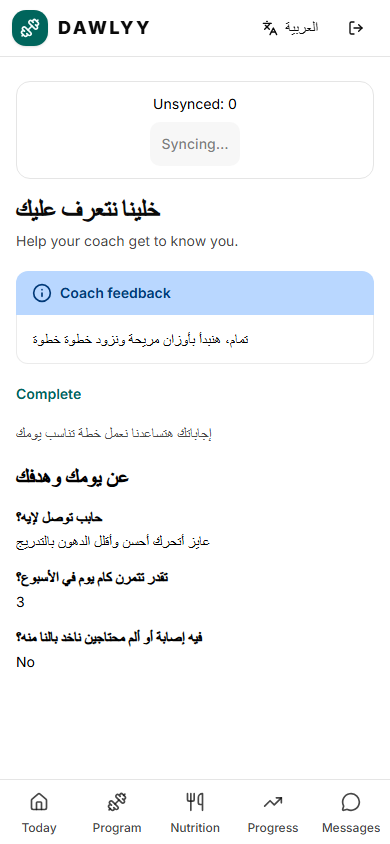 DAWLYY
العربية
Unsynced: 0
Syncing...
خلينا نتعرف عليك
Help your coach get to know you.
Coach feedback
تمام، هنبدأ بأوزان مريحة ونزود خطوة خطوة
Complete
إجاباتك هتساعدنا نعمل خطة تناسب يومك
عن يومك وهدفك
حابب توصل لإيه؟
عايز أتحرك أحسن وأقلل الدهون بالتدريج
تقدر تتمرن كام يوم في الأسبوع؟
3
فيه إصابة أو ألم محتاجين ناخد بالنا منه؟
No
Today
Program
Nutrition
Progress
Messages